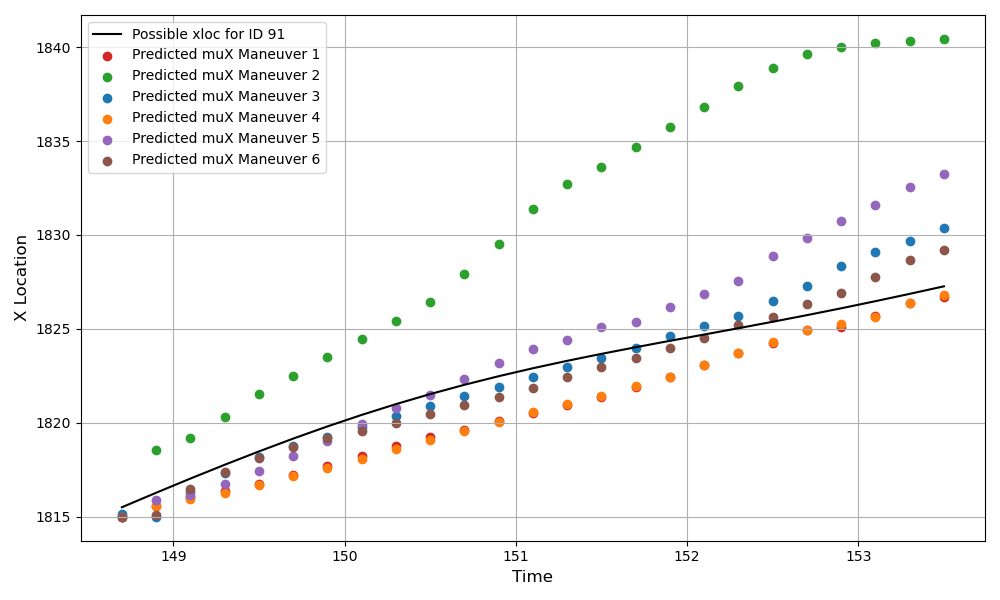 Possible xloc for ID 91
Predicted muX Maneuver 1
Predicted muX Maneuver 2
Predicted muX Maneuver 3
Predicted muX Maneuver 4
Predicted muX Maneuver 5
Predicted muX Maneuver 6
1840
1835
1830
1825
1820
1815
X Location
149 150 151 152 153
Time